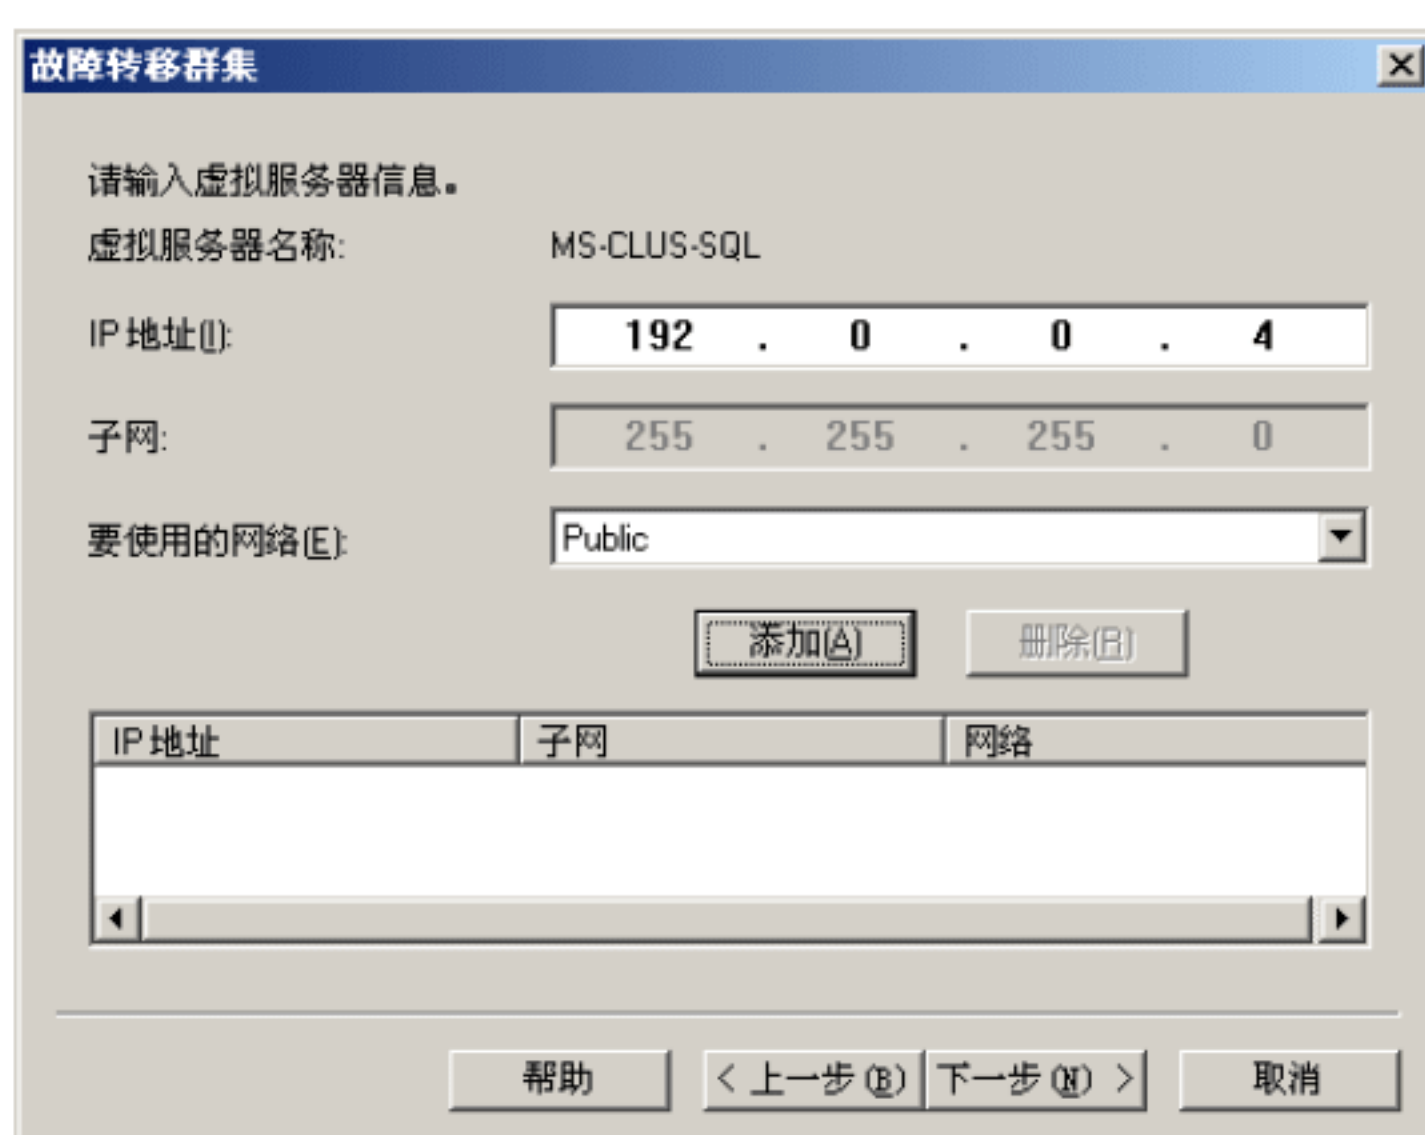 故障转移群集
请输入虚拟服务器信息。
虚拟服务器名称: MS-CLUS-SQL
IP 地址(I): 192 . 0 . 0 . 4
子网: 255 . 255 . 255 . 0
要使用的网络(E): Public
添加(A) 删除(R)
IP 地址 子网 网络
帮助 < 上一步(B) 下一步(N) > 取消